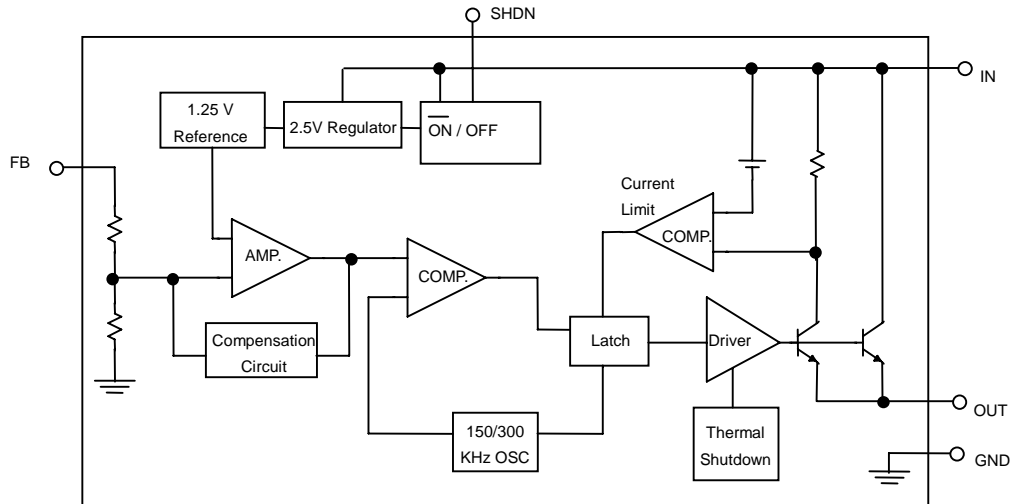 SHDN
IN
1.25 V
Reference
2.5V Regulator
ON / OFF
FB
Current
Limit
COMP.
AMP.
COMP.
Compensation
Circuit
Latch
Driver
150/300
KHz OSC
Thermal
Shutdown
OUT
GND